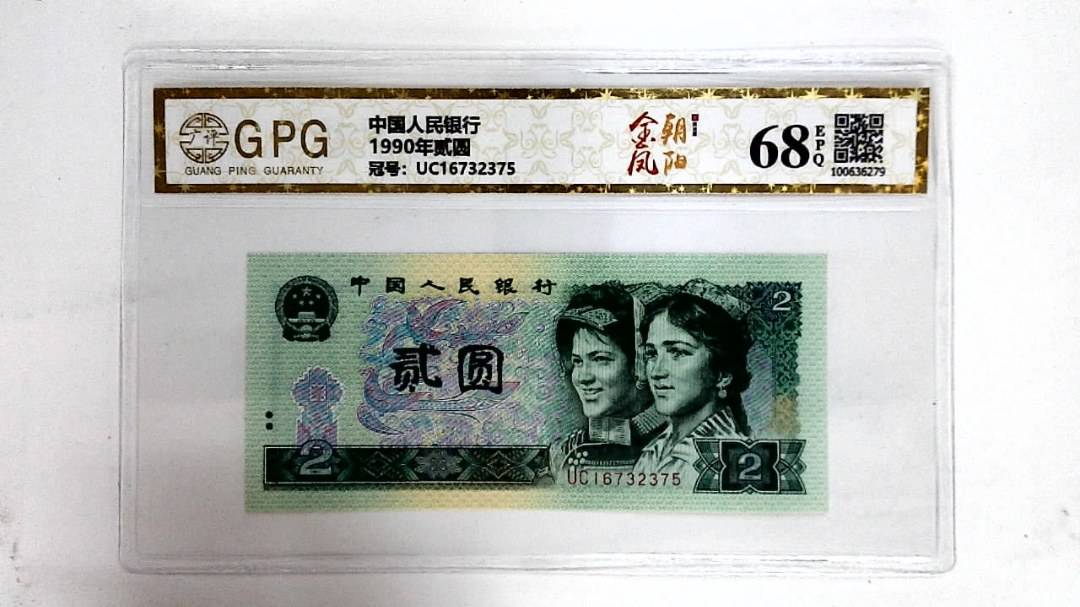 GPG
GUANG PING GUARANTY
中国人民银行
1990年贰圆
冠号：UC16732375
金凤
朝阳
68
EPQ
100636279
中国人民银行
2
贰圆
2
2
UC16732375